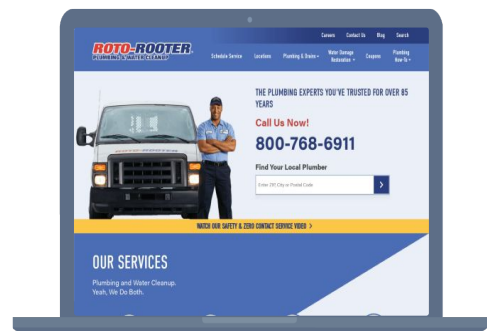 Careers Contact Us Blog Search
ROTO-ROOTER
PLUMBING & WATER CLEANUP
Schedule Service Locations Plumbing & Drains Water Damage Restoration Coupons Plumbing How-To
THE PLUMBING EXPERTS YOU'VE TRUSTED FOR OVER 85
YEARS
Call Us Now!
800-768-6911
Find Your Local Plumber
Enter ZIP, City or Postal Code
ROTO-ROOTER
WATCH OUR SAFETY & ZERO CONTACT SERVICE VIDEO >
OUR SERVICES
Plumbing and Water Cleanup.
Yeah, We Do Both.